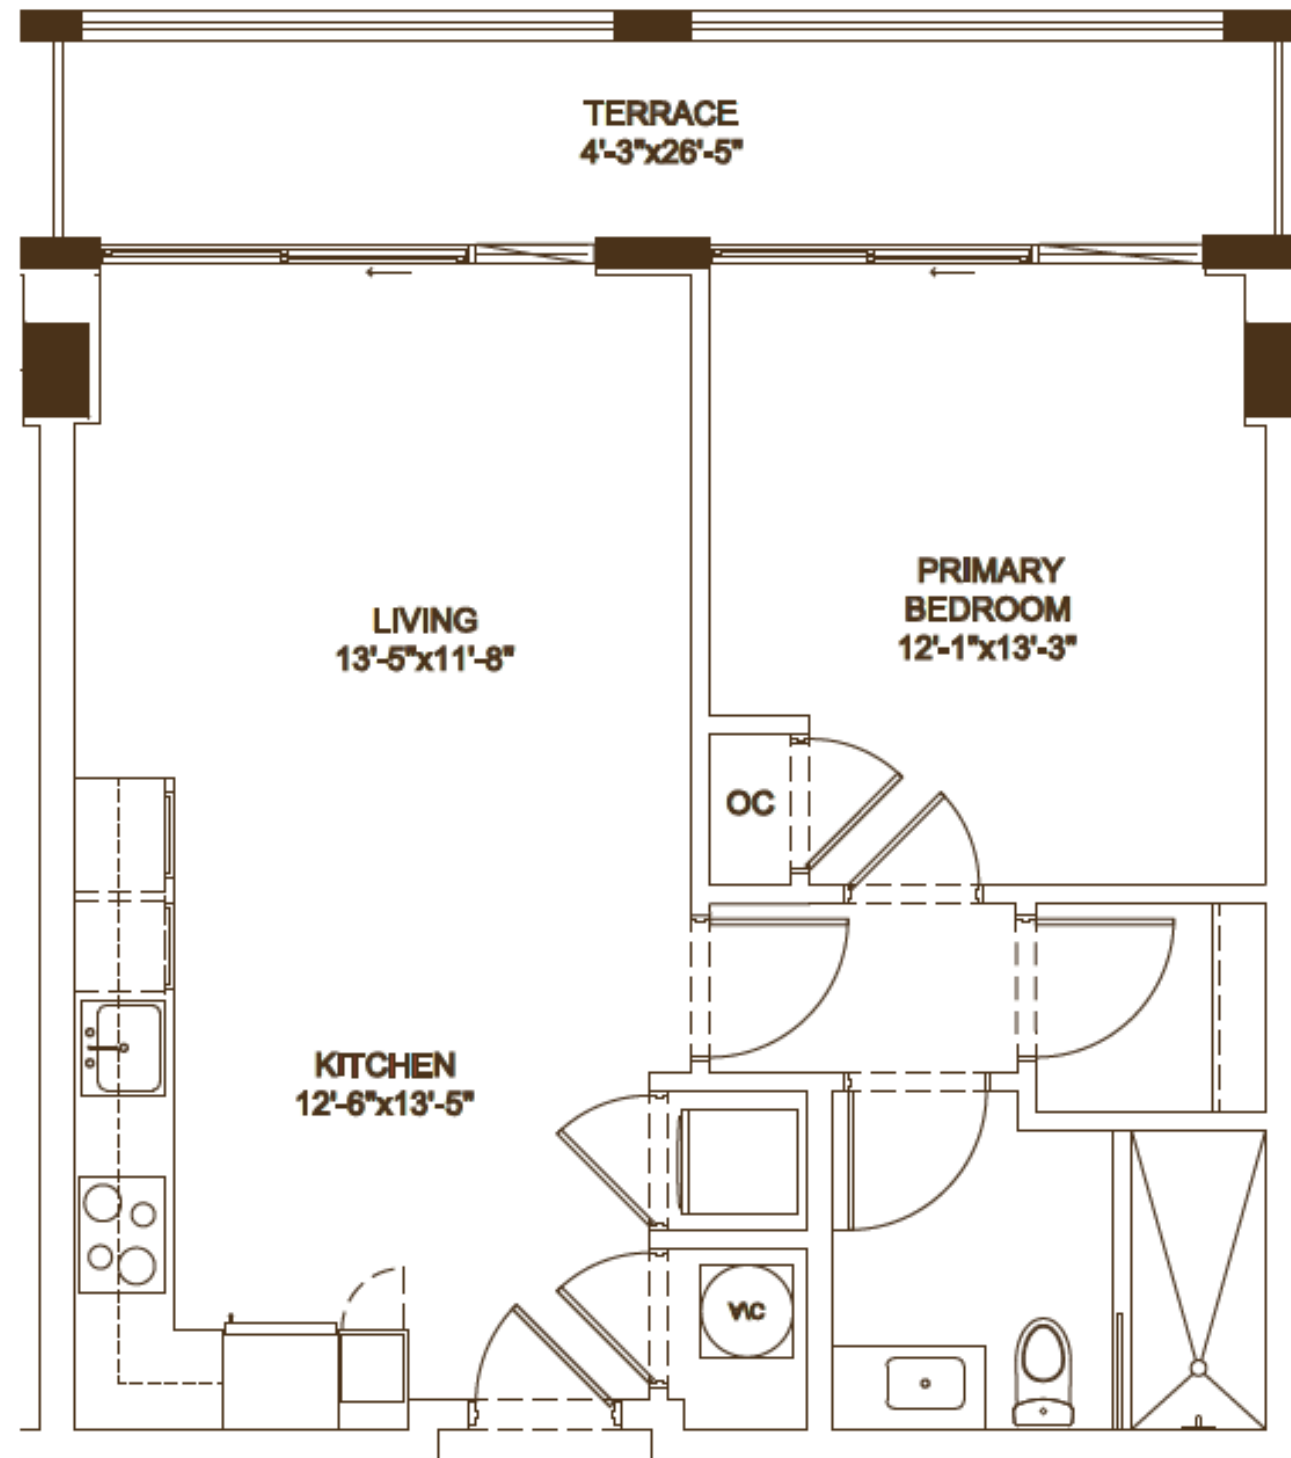 TERRACE
4'-3"x26'-5"
PRIMARY
BEDROOM
12'-1"x13'-3"
LIVING
13'-5"x11'-8"
OC
KITCHEN
12'-6"x13'-5"
A\C